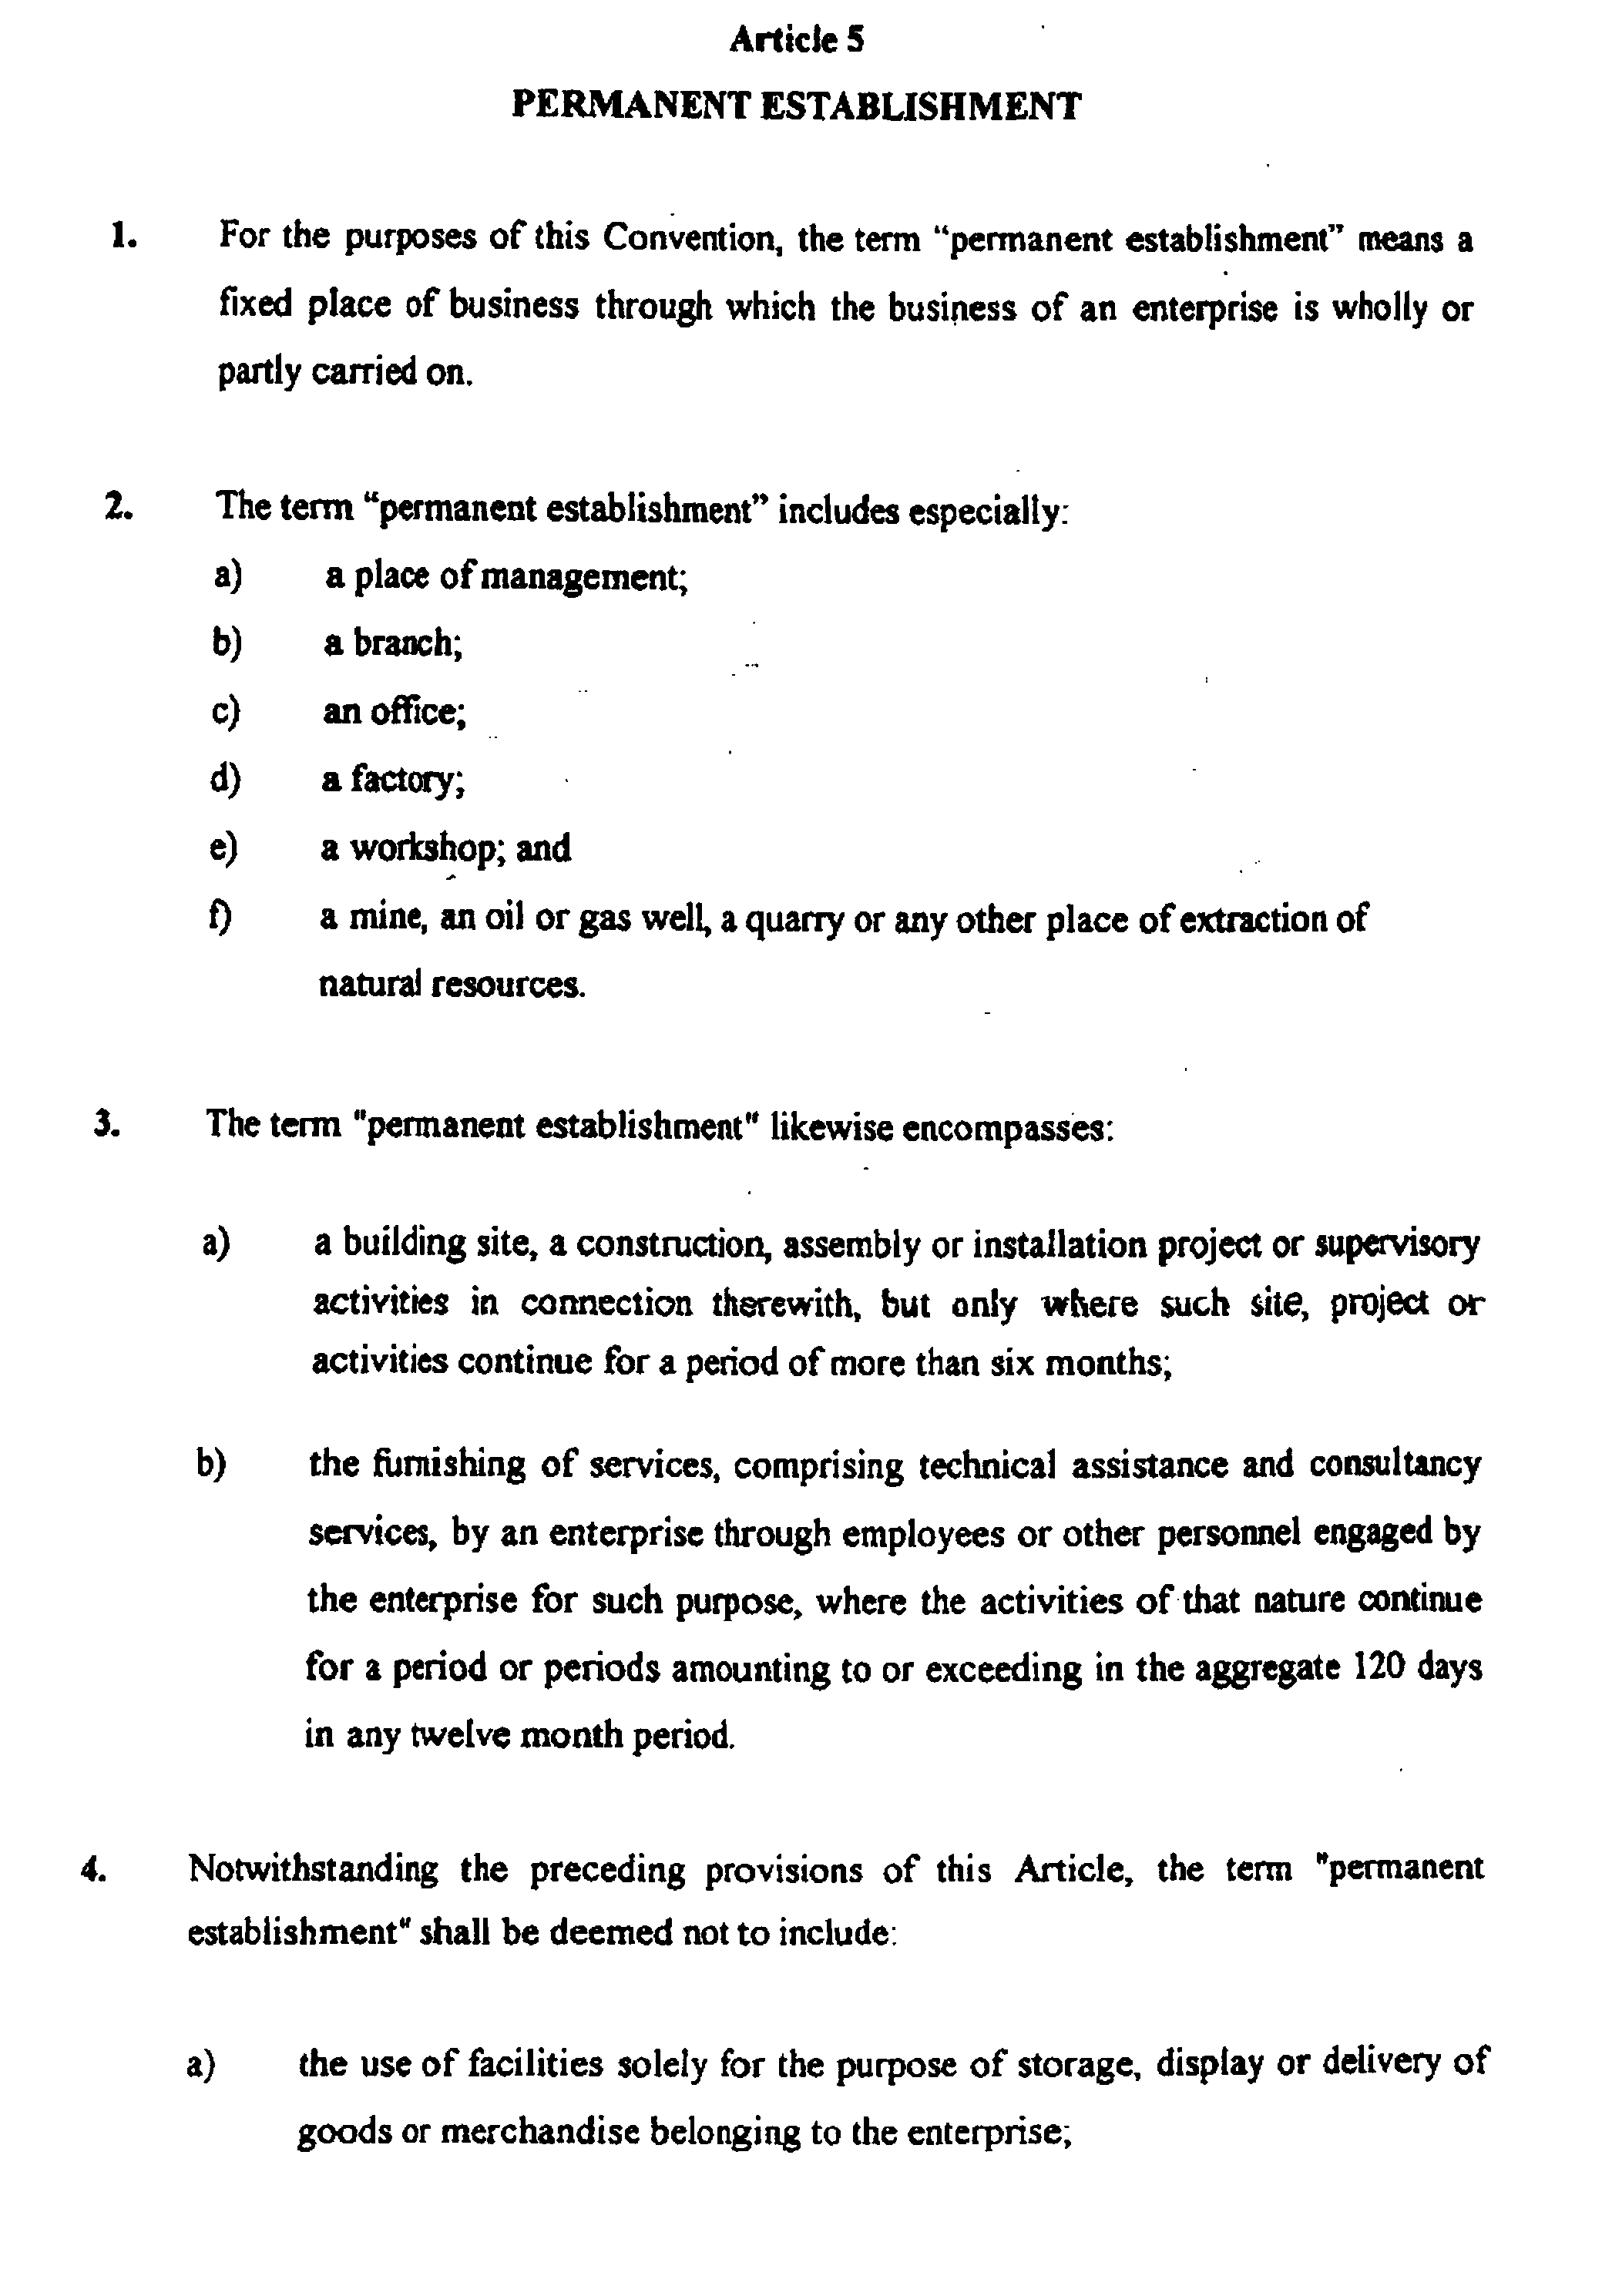 Article 5
PERMANENT ESTABLISHMENT
1. For the purposes of this Convention, the term “permanent establishment” means a
fixed place of business through which the business of an enterprise is wholly or
partly carried on.
2. The term “permanent establishment” includes especially:
a) a place of management;
b) a branch;
c) an office;
d) a factory;
e) a workshop; and
f) a mine, an oil or gas well, a quarry or any other place of extraction of
natural resources.
3. The term "permanent establishment" likewise encompasses:
a) a building site, a construction, assembly or installation project or supervisory
activities in connection therewith, but only where such site, project or
activities continue for a period of more than six months;
b) the furnishing of services, comprising technical assistance and consultancy
services, by an enterprise through employees or other personnel engaged by
the enterprise for such purpose, where the activities of that nature continue
for a period or periods amounting to or exceeding in the aggregate 120 days
in any twelve month period.
4. Notwithstanding the preceding provisions of this Article, the term "permanent
establishment" shall be deemed not to include:
a) the use of facilities solely for the purpose of storage, display or delivery of
goods or merchandise belonging to the enterprise;